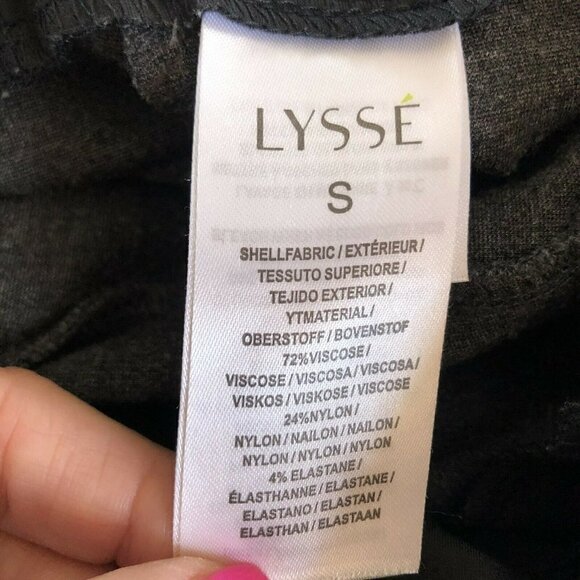 LYSSÉ
S
SHELLFABRIC / EXTÉRIEUR /
TESSUTO SUPERIORE /
TEJIDO EXTERIOR /
YTMATERIAL /
OBERSTOFF / BOVENSTOF
72%VISCOSE /
VISCOSE / VISCOSA / VISCOSA /
VISKOS / VISKOSE / VISCOSE
24%NYLON /
NYLON / NAILON / NAILON /
NYLON / NYLON / NYLON
4% ELASTANE /
ÉLASTHANNE / ELASTANE /
ELASTANO / ELASTAN /
ELASTHAN / ELASTAAN